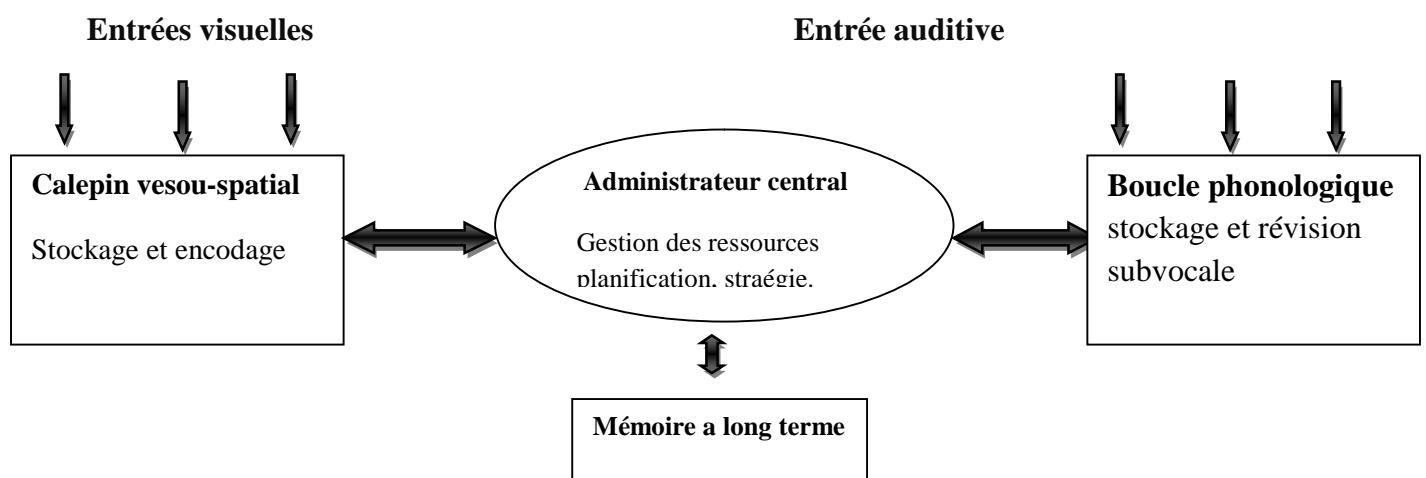 Entrées visuelles
Entrée auditive
Calepin vesou-spatial
Stockage et encodage
Administrateur central
Gestion des ressources
planification, straégie,
Boucle phonologique
stockage et révision
subvocale
Mémoire a long terme